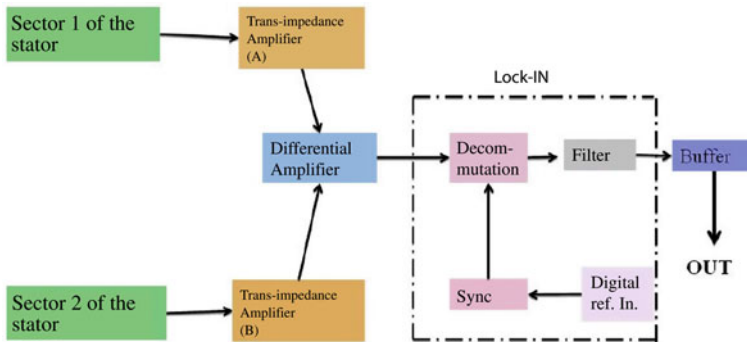 Sector 1 of the
stator
Trans-impedance
Amplifier
(A)
Lock-IN
Differential
Amplifier
Decom-
mutation
Filter
Buffer
OUT
Sector 2 of the
stator
Trans-impedance
Amplifier
(B)
Sync
Digital
ref. In.